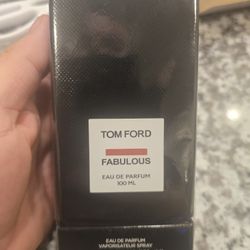 TOM FORD
FABULOUS
EAU DE PARFUM
100 ML
EAU DE PARFUM
VAPORISATEUR SPRAY